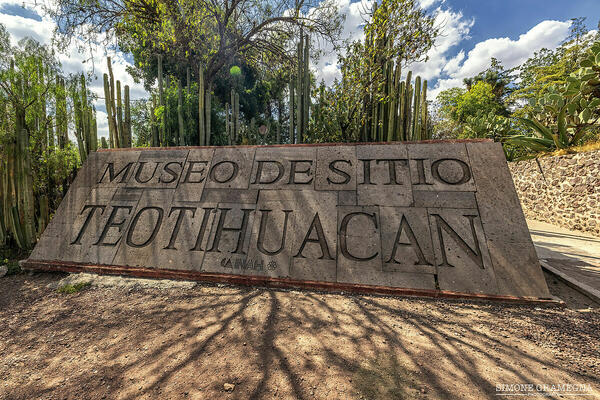 MUSEO DE SITIO
TEOTIHUACAN
INAH
SIMONE GRAMEGNA